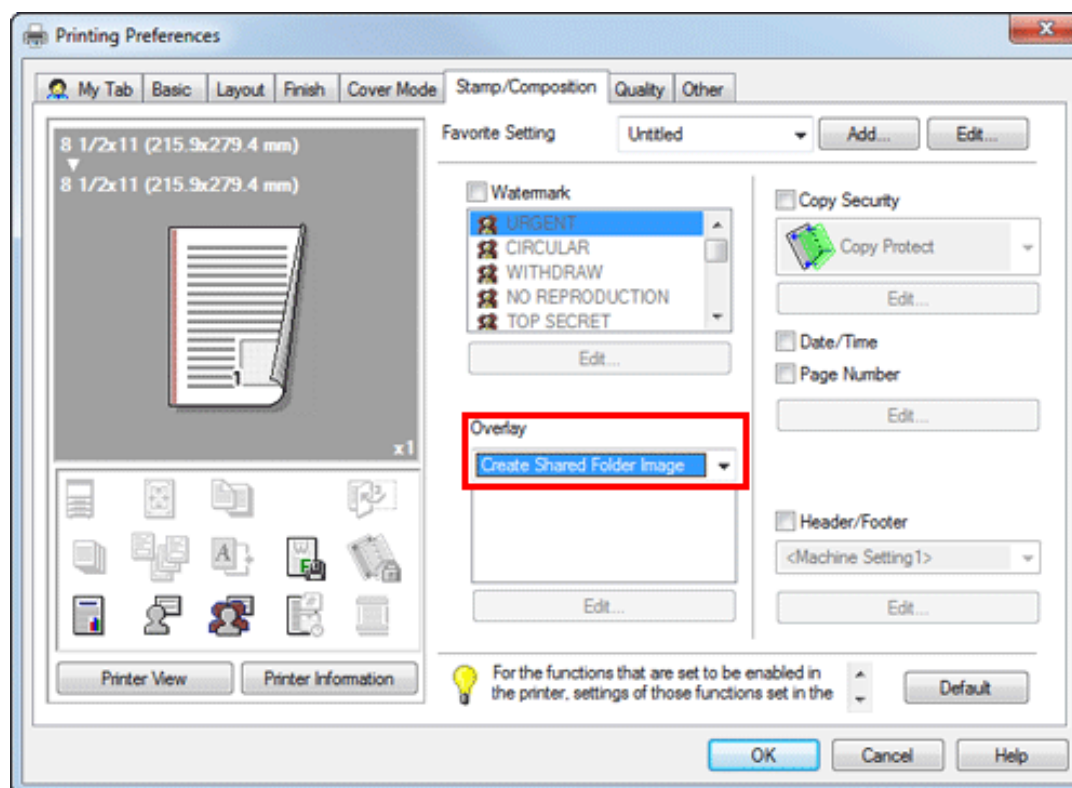 Printing Preferences
My Tab
Basic
Layout
Finish
Cover Mode
Stamp/Composition
Quality
Other
8 1/2x11 (215.9x279.4 mm)
8 1/2x11 (215.9x279.4 mm)
1
x1
Printer View
Printer Information
Favorite Setting
Untitled
Add...
Edit...
Watermark
URGENT
CIRCULAR
WITHDRAW
NO REPRODUCTION
TOP SECRET
Edit...
Overlay
Create Shared Folder Image
Edit...
Copy Security
Copy Protect
Edit...
Date/Time
Page Number
Edit...
Header/Footer
<Machine Setting1>
Edit...
For the functions that are set to be enabled in
the printer, settings of those functions set in the
Default
OK
Cancel
Help